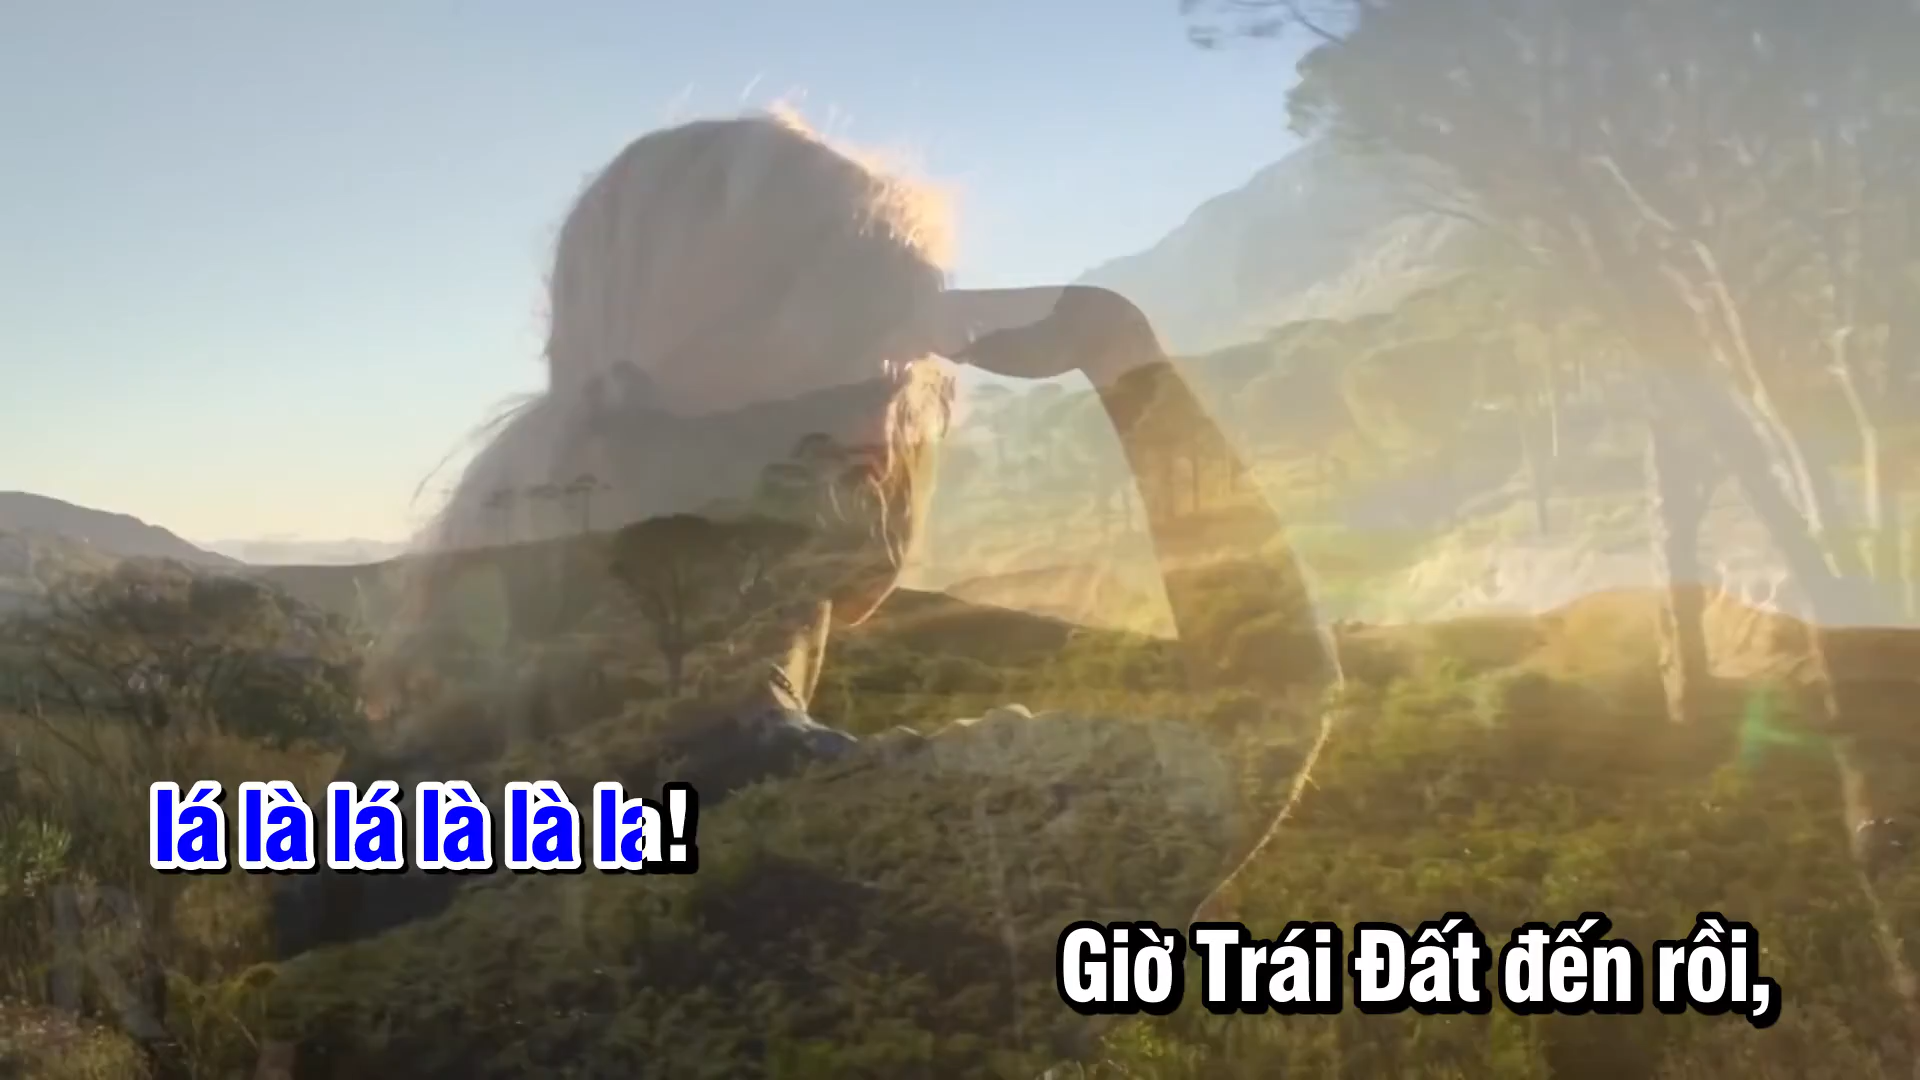 lá là lá là là la!
Giờ Trái Đất đến rồi,